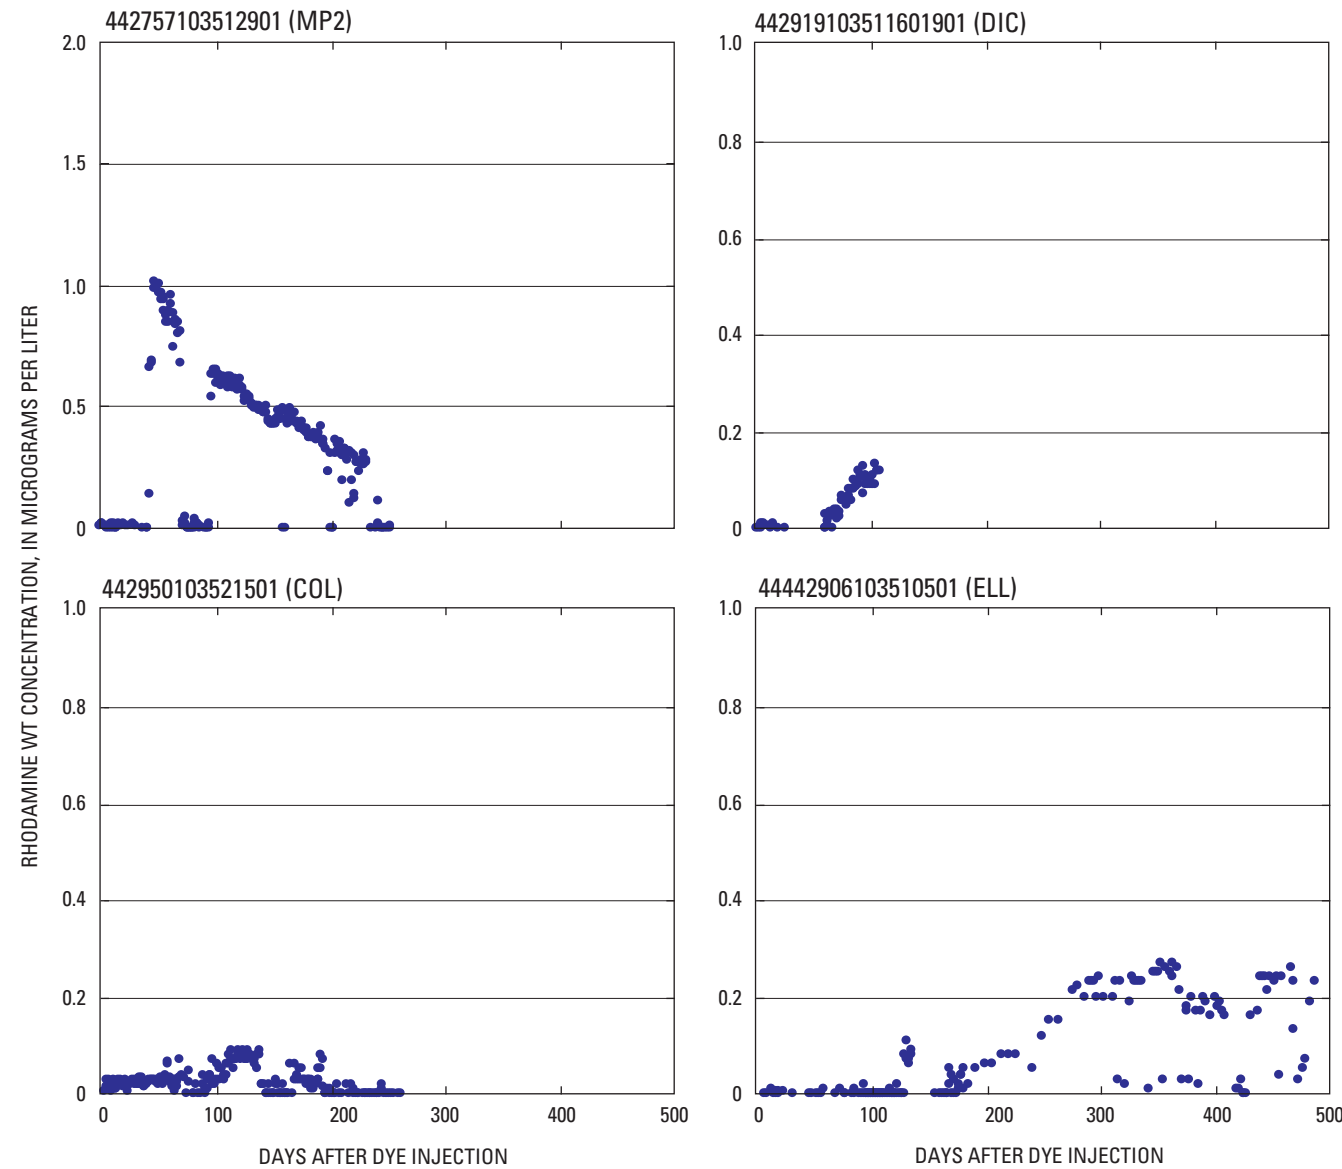 4427757103512901 (MP2)
2.0
1.5
1.0
0.5
0
442919103511601901 (DIC)
1.0
0.8
0.6
0.4
0.2
0
RHODAMINE WT CONCENTRATION, IN MICROGRAMS PER LITER
442950103521501 (COL)
1.0
0.8
0.6
0.4
0.2
0
0 100 200 300 400 500
DAYS AFTER DYE INJECTION
44442906103510501 (ELL)
1.0
0.8
0.6
0.4
0.2
0
0 100 200 300 400 500
DAYS AFTER DYE INJECTION